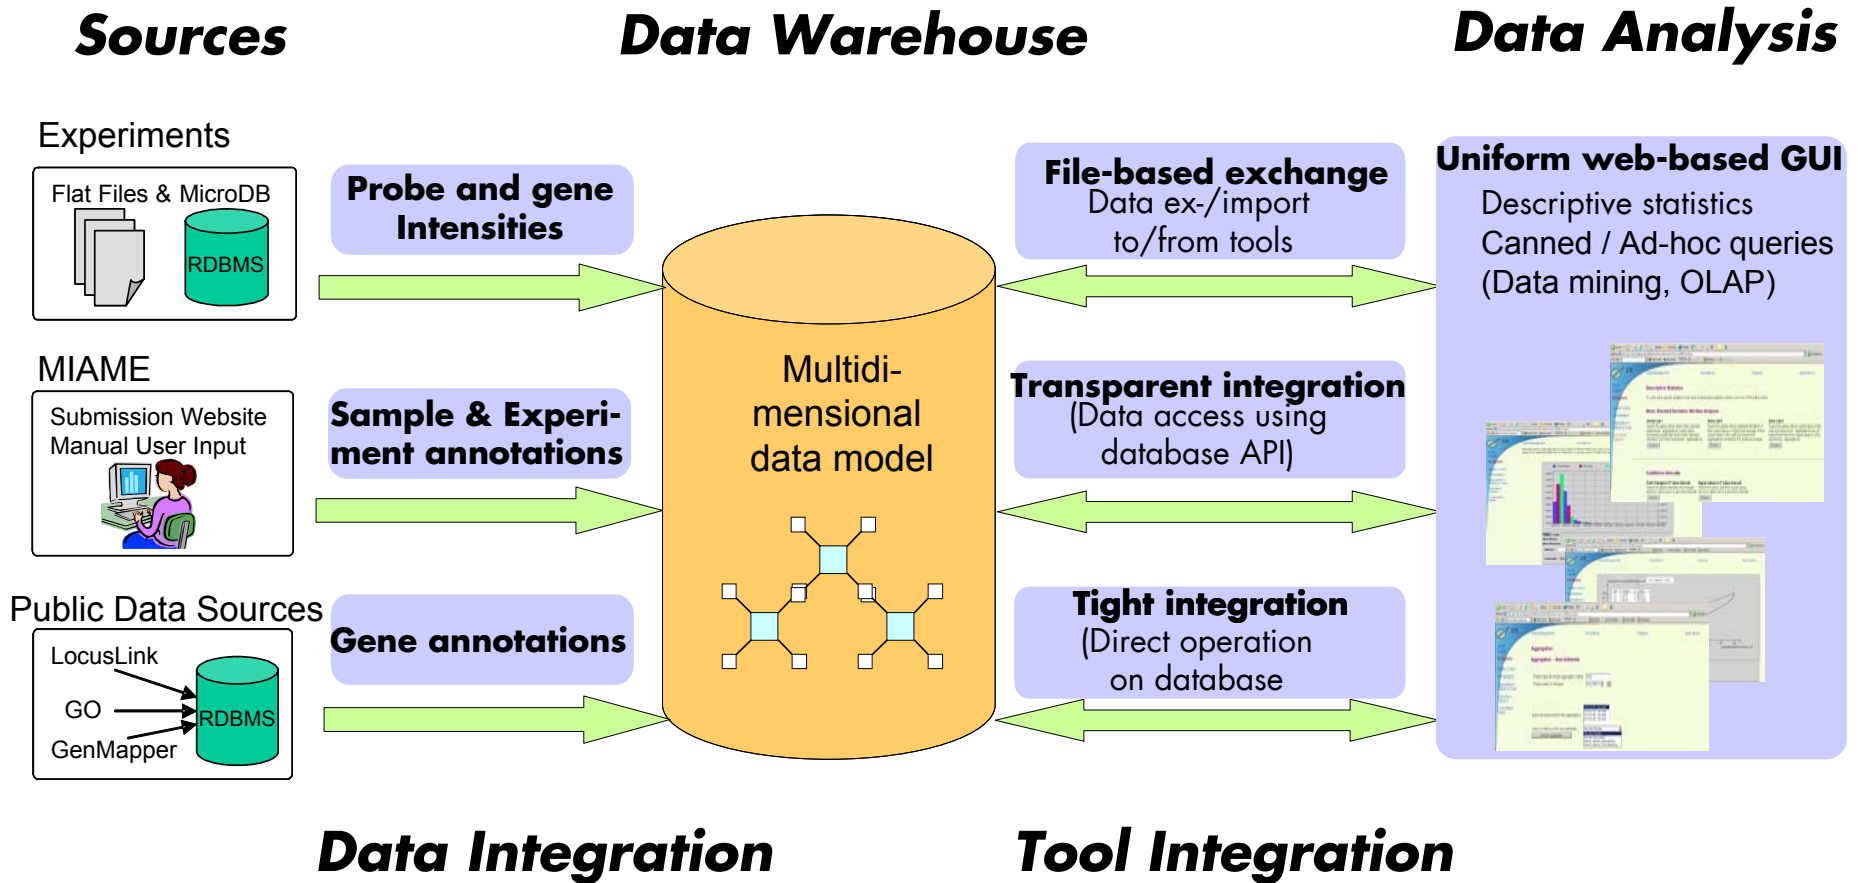 Sources
Data Warehouse
Data Analysis
Experiments
Flat Files & MicroDB
RDBMS
Probe and gene
Intensities
MIAME
Submission Website
Manual User Input
Sample & Experi-
ment annotations
Public Data Sources
LocusLink
GO
GenMapper
RDBMS
Gene annotations
Multidi-
mensional
data model
File-based exchange
Data ex-/import
to/from tools
Transparent integration
(Data access using
database API)
Tight integration
(Direct operation
on database
Uniform web-based GUI
Descriptive statistics
Canned / Ad-hoc queries
(Data mining, OLAP)
Descriptive Statistics
Aggregation
Data Integration
Tool Integration